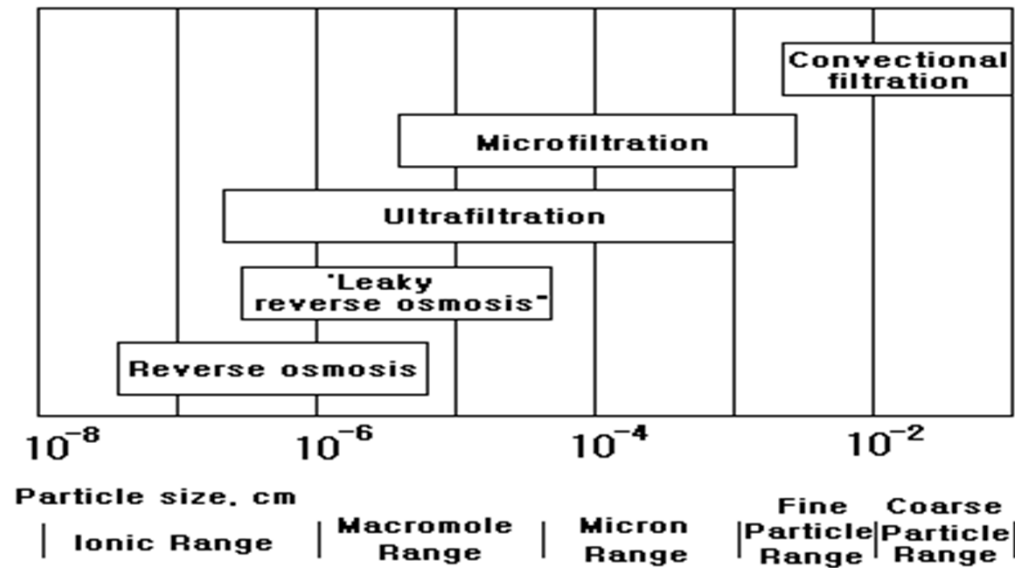 Convectional
filtration
Microfiltration
Ultrafiltration
'Leaky
reverse osmosis"
Reverse osmosis
10⁻⁸ 10⁻⁶ 10⁻⁴ 10⁻²
Particle size, cm
Ionic Range
Macromole
Range
Micron
Range
Fine
Particle
Range
Coarse
Particle
Range